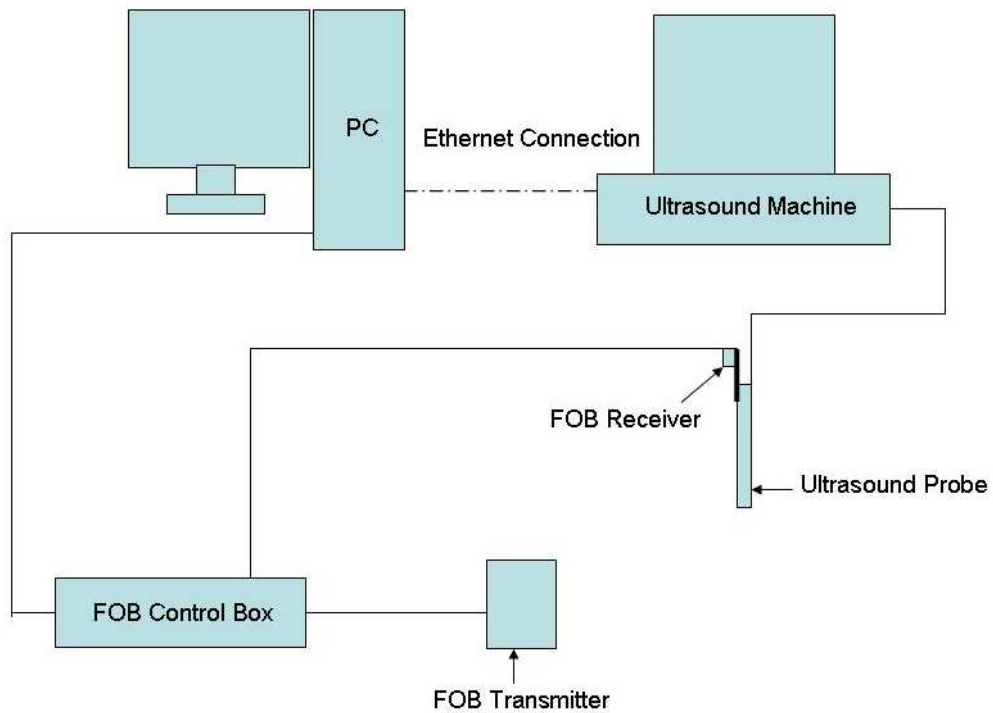 PC
Ethernet Connection
Ultrasound Machine
FOB Receiver
Ultrasound Probe
FOB Control Box
FOB Transmitter